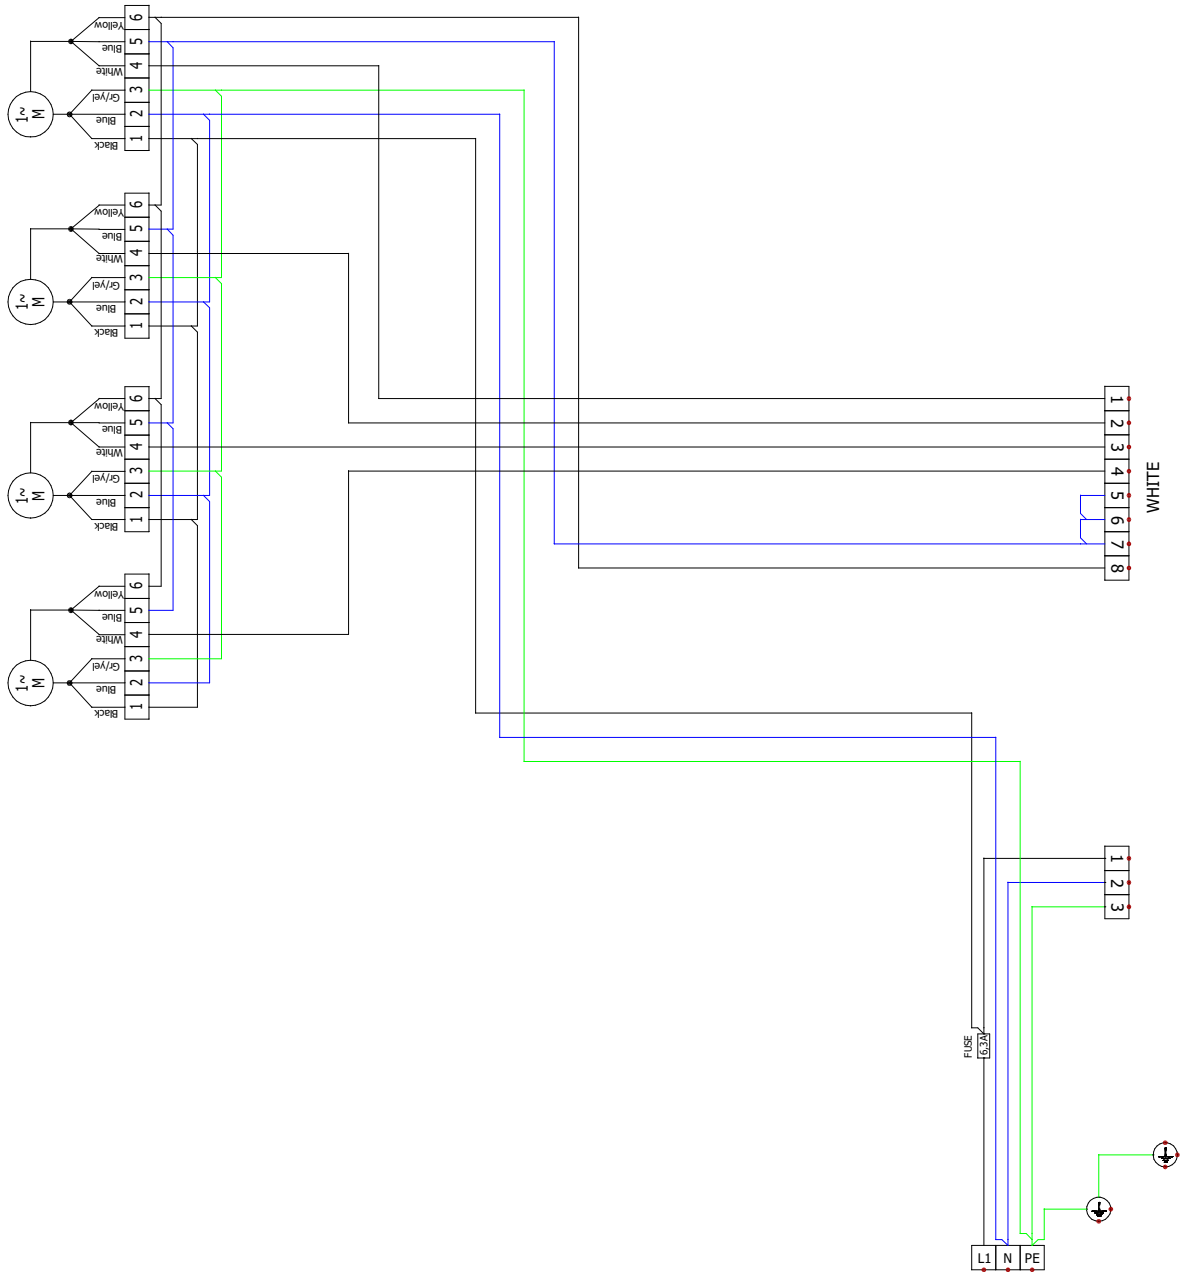 6
Yellow
5
Blue
4
White
3
Gr/yel
2
Blue
1
Black
1~
M
6
Yellow
5
Blue
4
White
3
Gr/yel
2
Blue
1
Black
1~
M
6
Yellow
5
Blue
4
White
3
Gr/yel
2
Blue
1
Black
1~
M
6
Yellow
5
Blue
4
White
3
Gr/yel
2
Blue
1
Black
1~
M
1
2
3
4
5
6
7
8
WHITE
1
2
3
FUSE
6,3A
L1 N PE